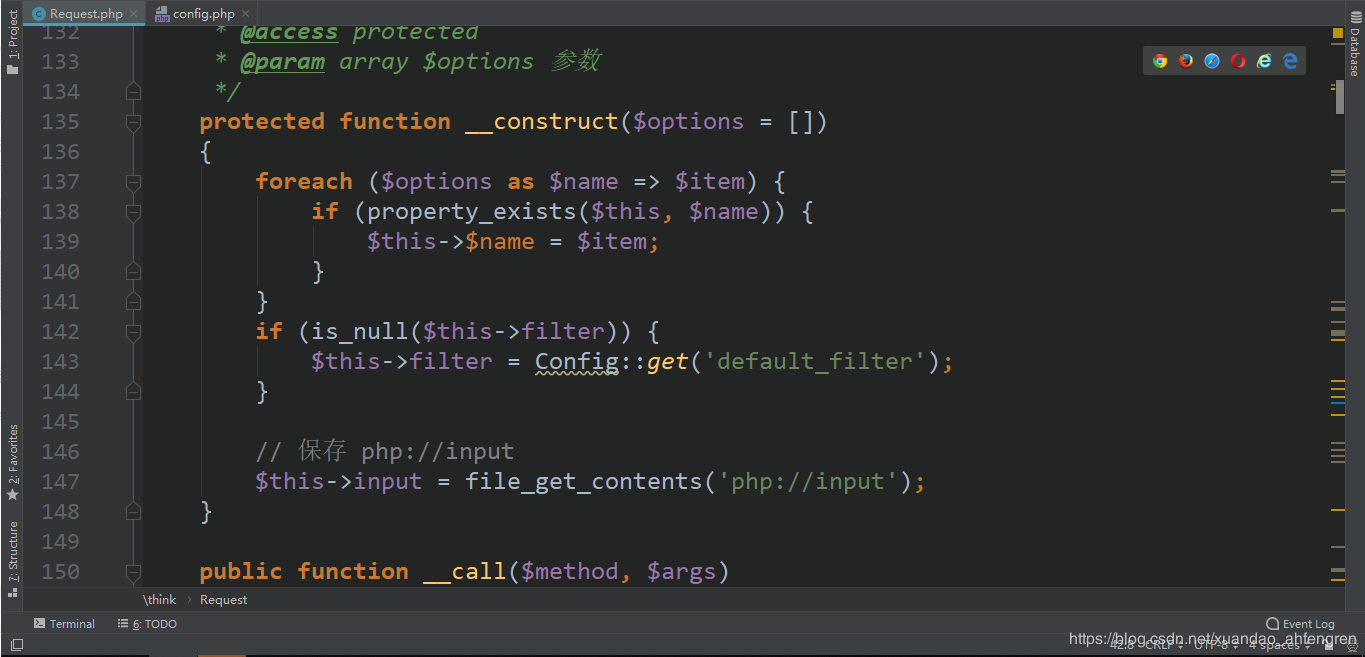 Request.php config.php
1: Project
Database
132 * @access protected
133 * @param array $options 参数
134 */
135 protected function __construct($options = [])
136 {
137 foreach ($options as $name => $item) {
138 if (property_exists($this, $name)) {
139 $this->$name = $item;
140 }
141 }
142 if (is_null($this->filter)) {
143 $this->filter = Config::get('default_filter');
144 }
145
146 // 保存 php://input
147 $this->input = file_get_contents('php://input');
148 }
149
150 public function __call($method, $args)
2: Favorites
7: Structure
\think › Request
Terminal 6: TODO Event Log
https://blog.csdn.net/xuandao_ahfengren
42:8 CRLF UTF-8 4 spaces